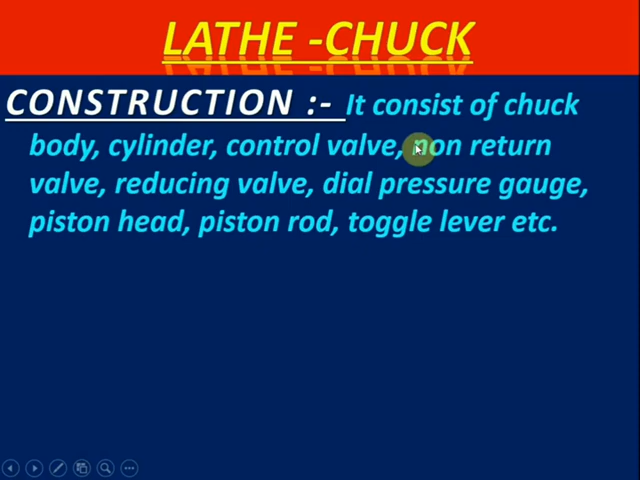 LATHE -CHUCK
CONSTRUCTION :- It consist of chuck
body, cylinder, control valve, non return
valve, reducing valve, dial pressure gauge,
piston head, piston rod, toggle lever etc.